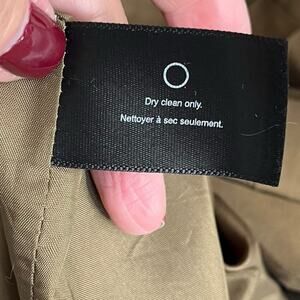 Dry clean only.
Nettoyer à sec seulement.